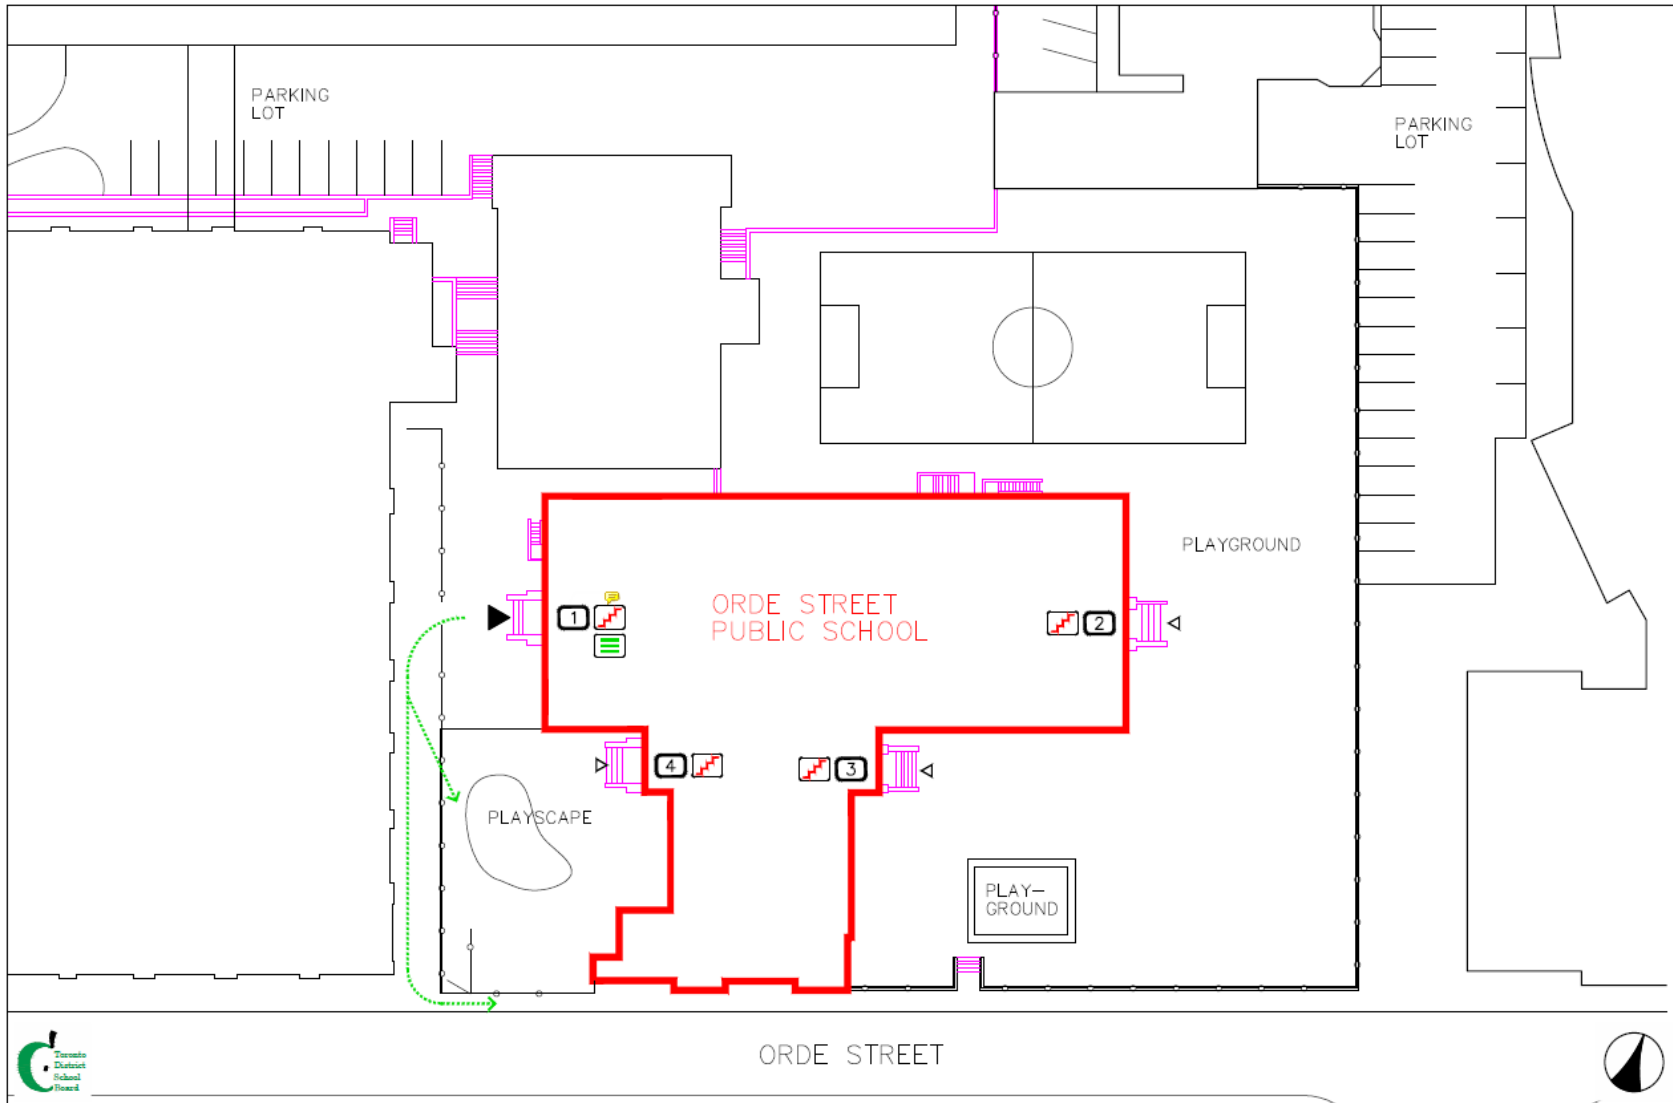 PARKING
LOT
PARKING
LOT
PLAYGROUND
ORDE STREET
PUBLIC SCHOOL
1
2
4
3
PLAYSCAPE
PLAY-
GROUND
ORDE STREET
Toronto
District
School
Board